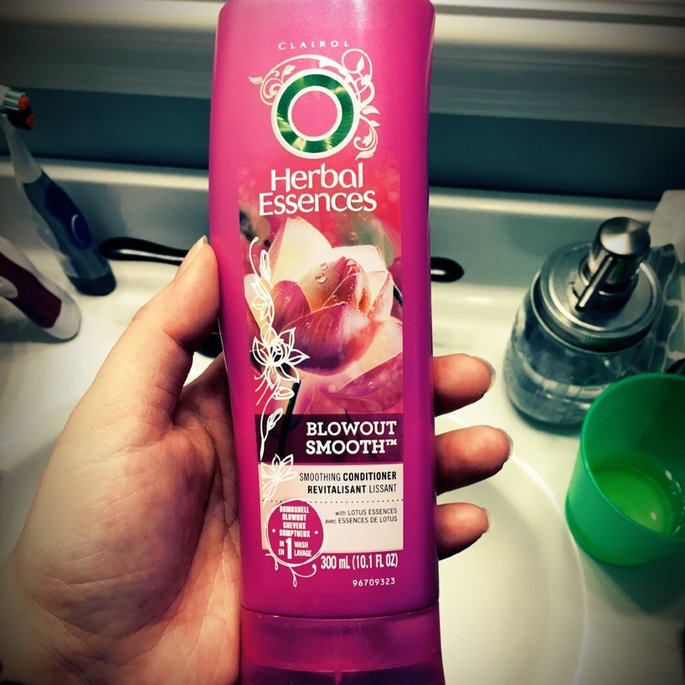 CLAIROL
Herbal
Essences
BLOWOUT
SMOOTH™
SMOOTHING CONDITIONER
REVITALISANT LISSANT
with LOTUS ESSENCES
avec ESSENCES DE LOTUS
BOMBSHELL
BLOWOUT
CHEVEUX
SOMPTUEUX
IN 1 WASH
EN 1 LAVAGE
300 mL (10.1 FL OZ)
96709323